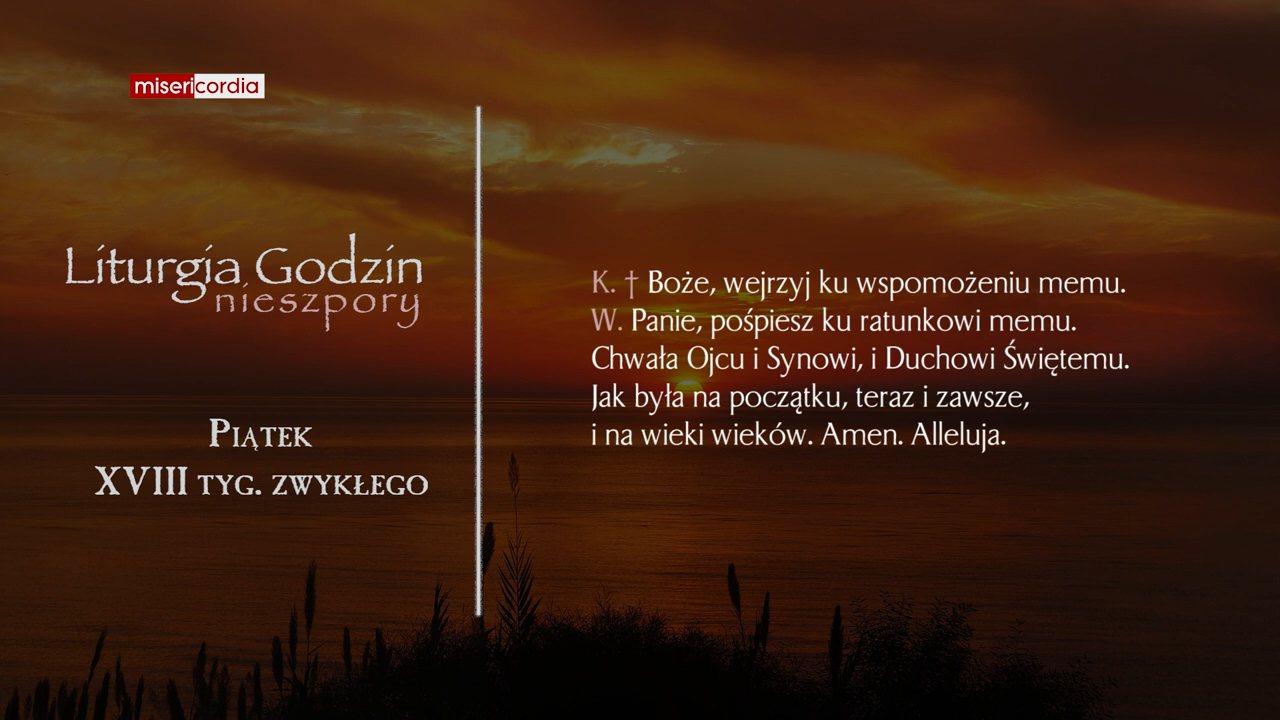 misericordia
Liturgia Godzin
nieszpory
Piątek
XVIII tyg. zwykłego
K. † Boże, wejrzyj ku wspomożeniu memu.
W. Panie, pośpiesz ku ratunkowi memu.
Chwała Ojcu i Synowi, i Duchowi Świętemu.
Jak była na początku, teraz i zawsze,
i na wieki wieków. Amen. Alleluja.